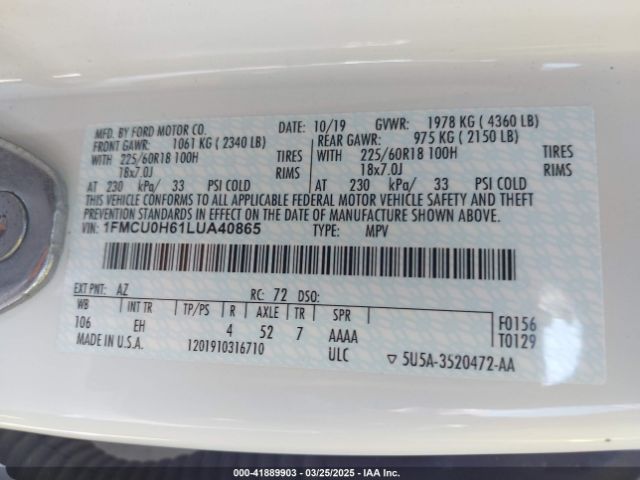 MFD. BY FORD MOTOR CO. DATE: 10/19 GVWR: 1978 KG ( 4360 LB)
FRONT GAWR: 1061 KG ( 2340 LB) REAR GAWR: 975 KG ( 2150 LB)
WITH 225/60R18 100H TIRES WITH 225/60R18 100H TIRES
18x7.0J RIMS 18x7.0J RIMS
AT 230 kPa/ 33 PSI COLD AT 230 kPa/ 33 PSI COLD
THIS VEHICLE CONFORMS TO ALL APPLICABLE FEDERAL MOTOR VEHICLE SAFETY AND THEFT
PREVENTION STANDARDS IN EFFECT ON THE DATE OF MANUFACTURE SHOWN ABOVE.
VIN: 1FMCU0H61LUA40865 TYPE: MPV
EXT PNT: AZ RC: 72 DSO:
WB INT TR TP/PS R AXLE TR SPR
106 EH 4 52 7 AAAA
F0156
T0129
MADE IN U.S.A. 1201910316710 ULC ▽ 5U5A-3520472-AA
000-41889903 - 03/25/2025 - IAA Inc.